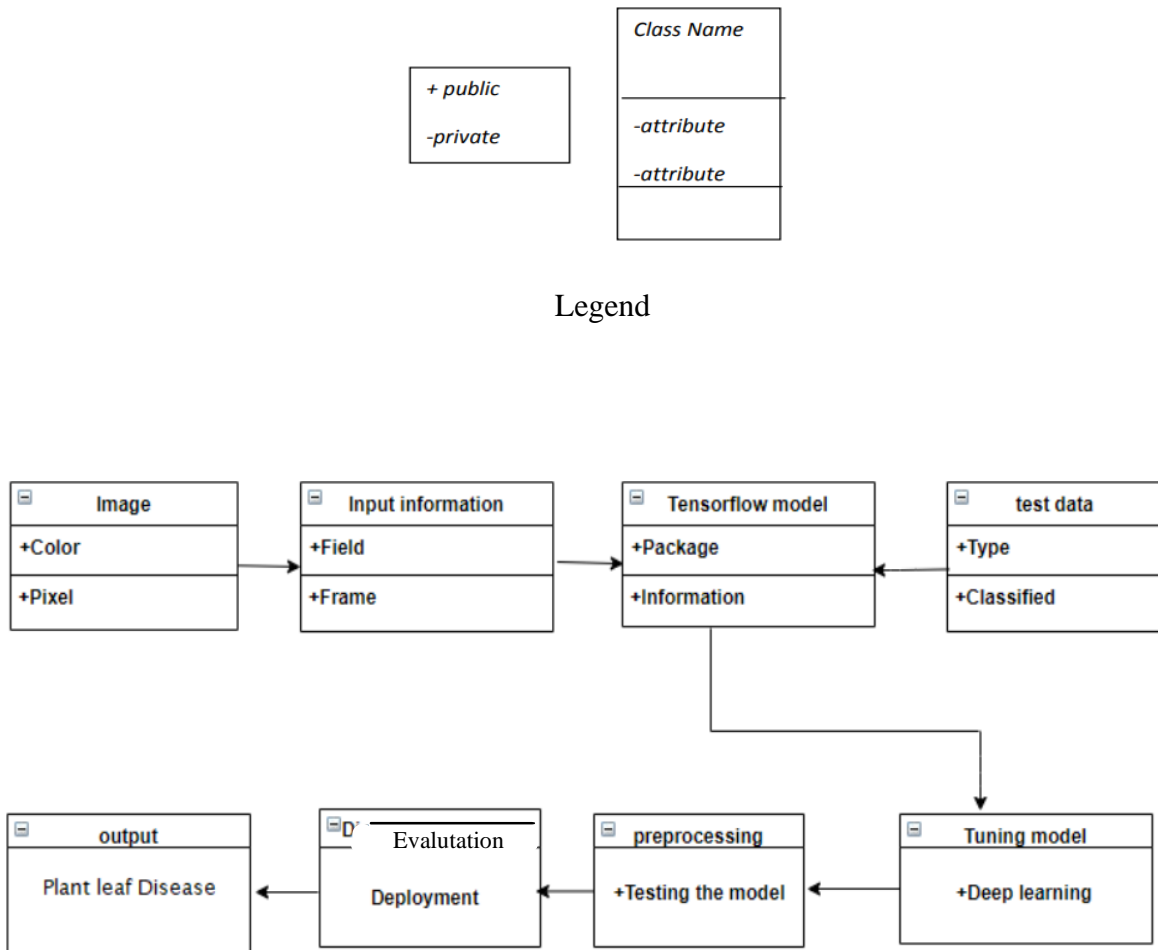 Class Name
+ public
-private
-attribute
-attribute
Legend
Image
+Color
+Pixel
Input information
+Field
+Frame
Tensorflow model
+Package
+Information
test data
+Type
+Classified
output
Plant leaf Disease
Evalutation
Deployment
preprocessing
+Testing the model
Tuning model
+Deep learning